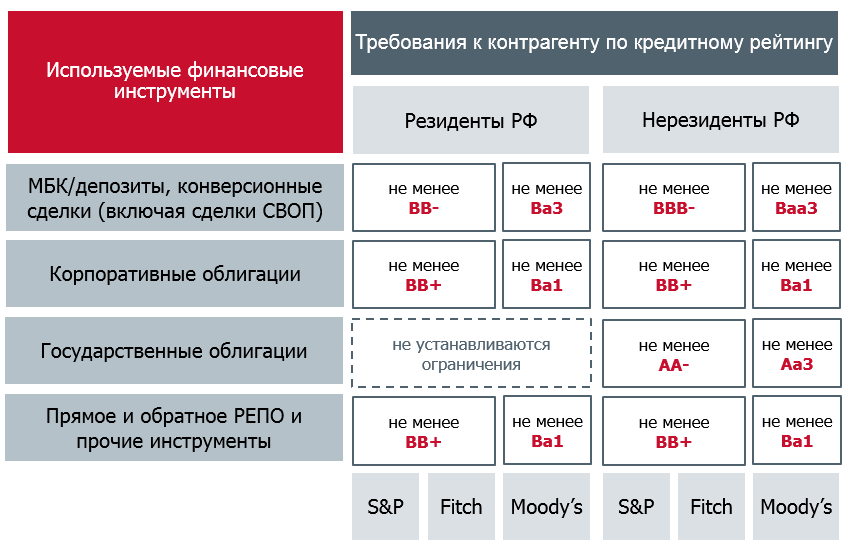 Используемые финансовые
инструменты
Требования к контрагенту по кредитному рейтингу
Резиденты РФ
Нерезиденты РФ
МБК/депозиты, конверсионные
сделки (включая сделки СВОП)
не менее
BB-
не менее
Ba3
не менее
BBB-
не менее
Baa3
Корпоративные облигации
не менее
BB+
не менее
Ba1
не менее
BB+
не менее
Ba1
Государственные облигации
не устанавливаются
ограничения
не менее
AA-
не менее
Aa3
Прямое и обратное РЕПО и
прочие инструменты
не менее
BB+
не менее
Ba1
не менее
BB+
не менее
Ba1
S&P
Fitch
Moody’s
S&P
Fitch
Moody’s